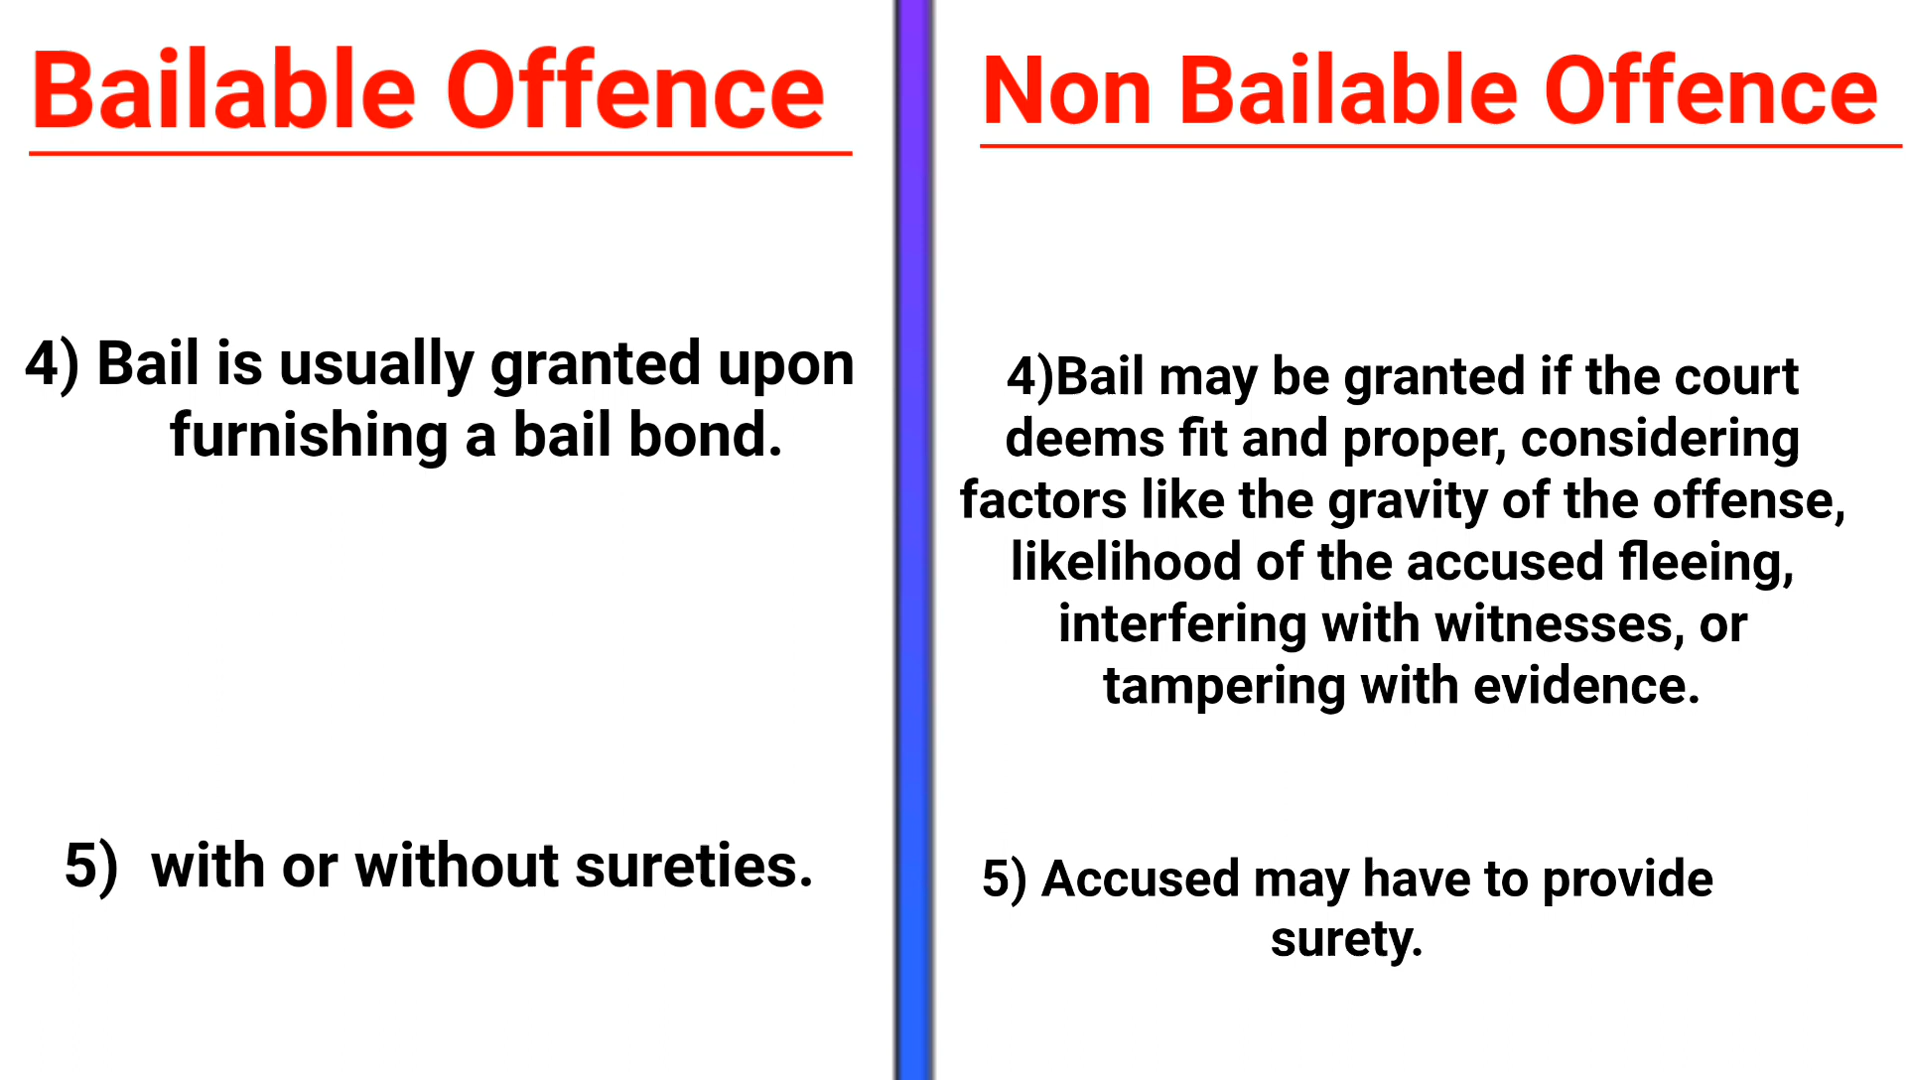 Bailable Offence
4) Bail is usually granted upon
furnishing a bail bond.
5) with or without sureties.
Non Bailable Offence
4)Bail may be granted if the court
deems fit and proper, considering
factors like the gravity of the offense,
likelihood of the accused fleeing,
interfering with witnesses, or
tampering with evidence.
5) Accused may have to provide
surety.